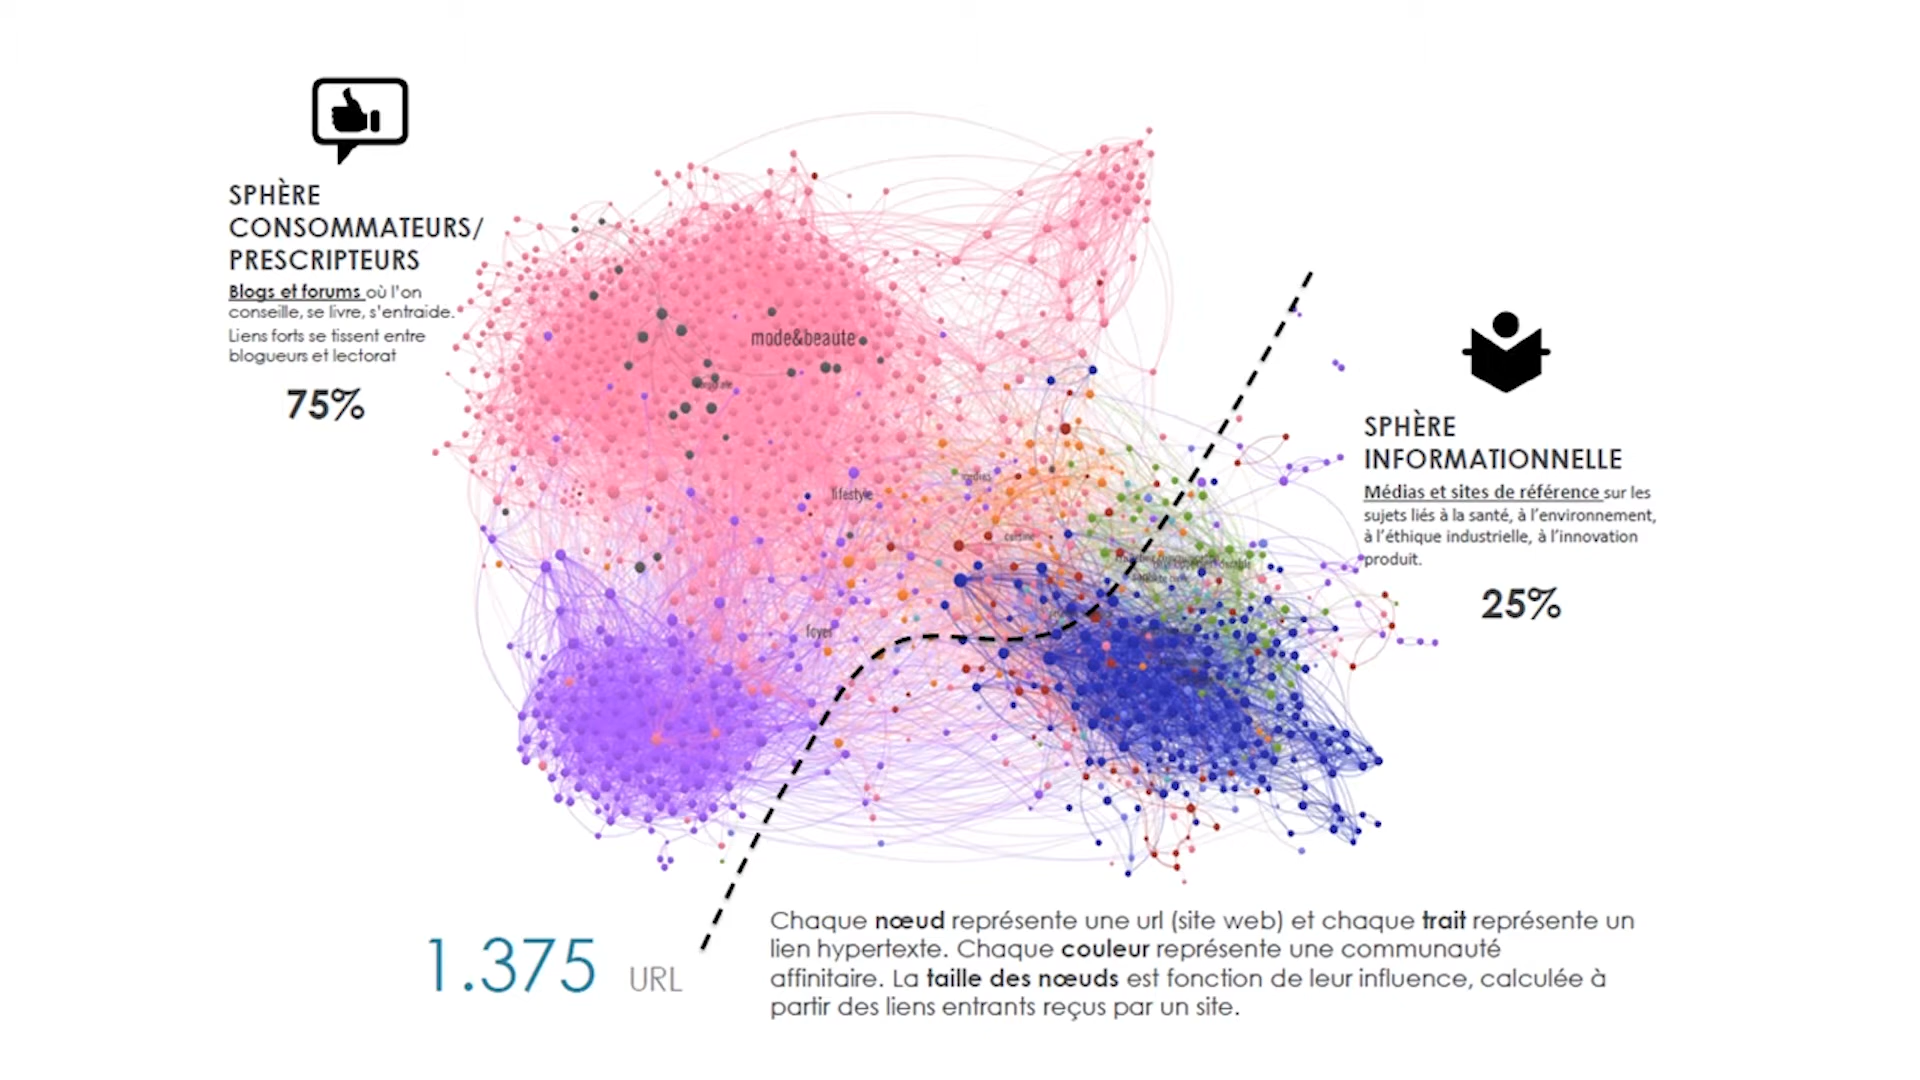 SPHÈRE
CONSOMMATEURS/
PRESCRIPTEURS
Blogs et forums où l'on
conseille, se livre, s'entraide.
Liens forts se tissent entre
blogueurs et lectorat
75%
mode&beaute
lifestyle
medias
cuisine
foyer
SPHÈRE
INFORMATIONNELLE
Médias et sites de référence sur les
sujets liés à la santé, à l'environnement,
à l'éthique industrielle, à l'innovation
produit.
25%
1.375 URL
Chaque nœud représente une url (site web) et chaque trait représente un
lien hypertexte. Chaque couleur représente une communauté
affinitaire. La taille des nœuds est fonction de leur influence, calculée à
partir des liens entrants reçus par un site.